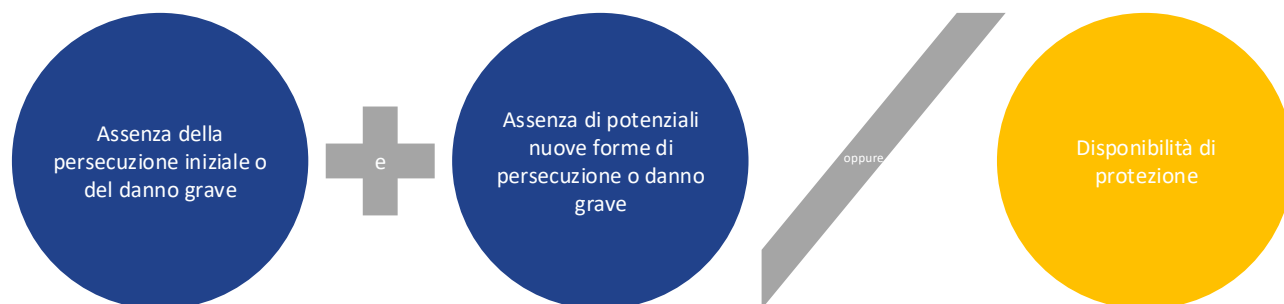 Assenza della
persecuzione iniziale o
del danno grave
e
Assenza di potenziali
nuove forme di
persecuzione o danno
grave
oppure
Disponibilità di
protezione